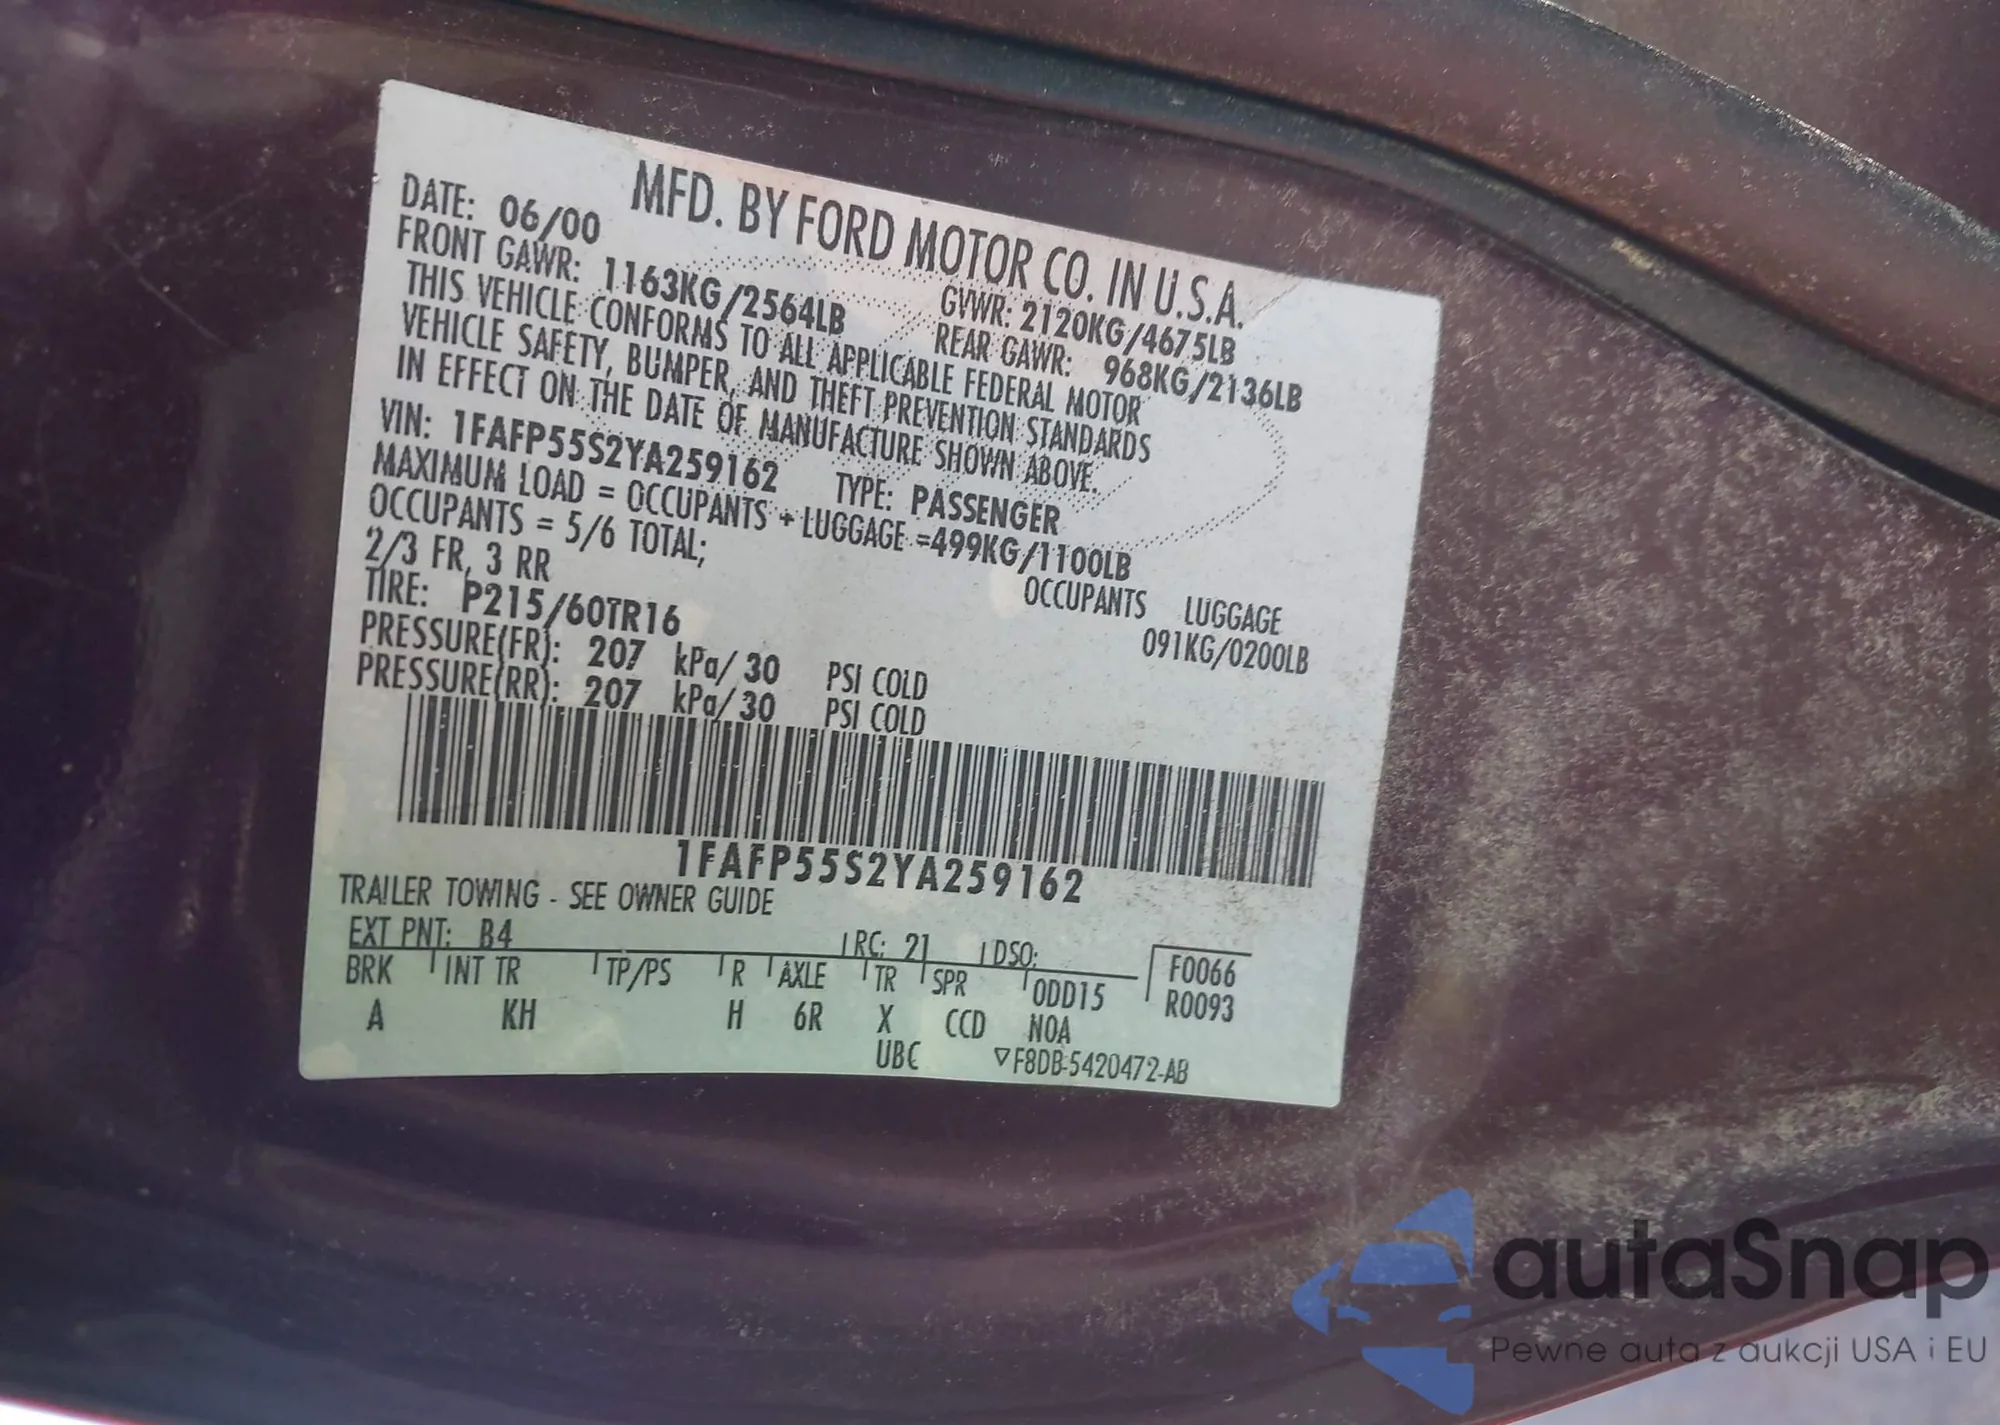 MFD. BY FORD MOTOR CO. IN U.S.A.
DATE: 06/00 GVWR: 2120KG/4675LB
FRONT GAWR: 1163KG/2564LB REAR GAWR: 968KG/2136LB
THIS VEHICLE CONFORMS TO ALL APPLICABLE FEDERAL MOTOR
VEHICLE SAFETY, BUMPER, AND THEFT PREVENTION STANDARDS
IN EFFECT ON THE DATE OF MANUFACTURE SHOWN ABOVE.
VIN: 1FAFP55S2YA259162 TYPE: PASSENGER
MAXIMUM LOAD = OCCUPANTS + LUGGAGE =499KG/1100LB
OCCUPANTS = 5/6 TOTAL; OCCUPANTS LUGGAGE
2/3 FR, 3 RR 091KG/0200LB
TIRE: P215/60TR16
PRESSURE(FR): 207 kPa/ 30 PSI COLD
PRESSURE(RR): 207 kPa/ 30 PSI COLD
1FAFP55S2YA259162
TRAILER TOWING - SEE OWNER GUIDE
EXT PNT: B4 RC: 21 DSO: F0066
BRK INT TR TP/PS R AXLE TR SPR ODD15 R0093
A KH H 6R X CCD NOA
UBC ▽F8DB-5420472-AB
autaSnap
Pewne auta z aukcji USA i EU